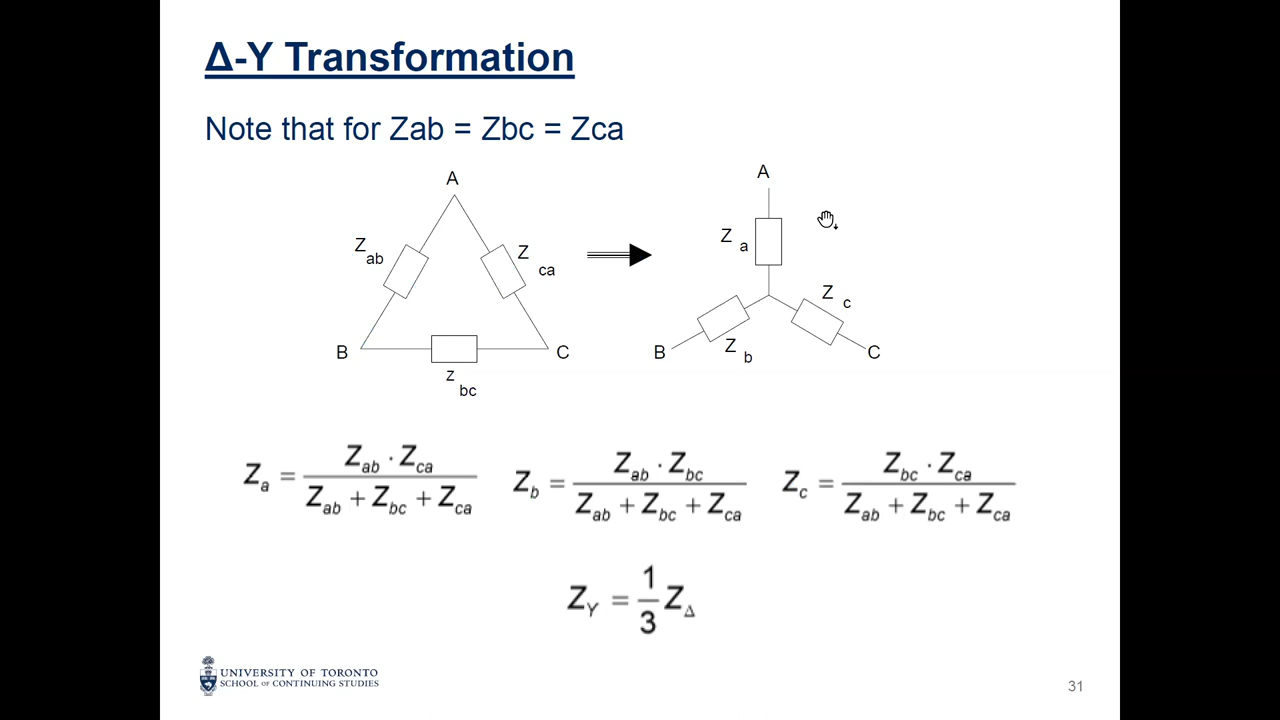 Δ-Y Transformation
Note that for Zab = Zbc = Zca
A
A
Z ab
Z ca
Z a
Z c
B
Z bc
C
B
Z b
C
Z_a = (Z_ab · Z_ca) / (Z_ab + Z_bc + Z_ca)
Z_b = (Z_ab · Z_bc) / (Z_ab + Z_bc + Z_ca)
Z_c = (Z_bc · Z_ca) / (Z_ab + Z_bc + Z_ca)
Z_Y = 1/3 Z_Δ
UNIVERSITY OF TORONTO
SCHOOL OF CONTINUING STUDIES
31